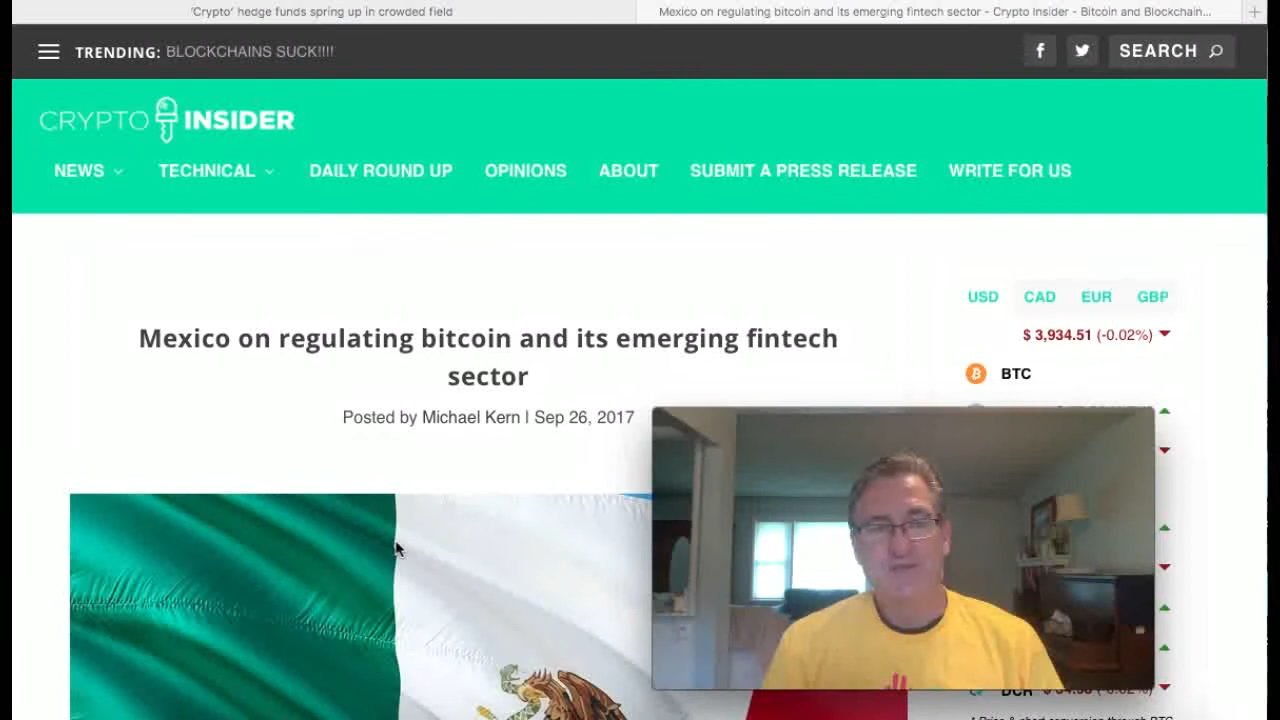 'Crypto' hedge funds spring up in crowded field
Mexico on regulating bitcoin and its emerging fintech sector - Crypto Insider - Bitcoin and Blockchain...
TRENDING: BLOCKCHAINS SUCK!!!!
SEARCH
CRYPTO INSIDER
NEWS TECHNICAL DAILY ROUND UP OPINIONS ABOUT SUBMIT A PRESS RELEASE WRITE FOR US
USD CAD EUR GBP
$ 3,934.51 (-0.02%)
BTC
Mexico on regulating bitcoin and its emerging fintech
sector
Posted by Michael Kern | Sep 26, 2017
DCR